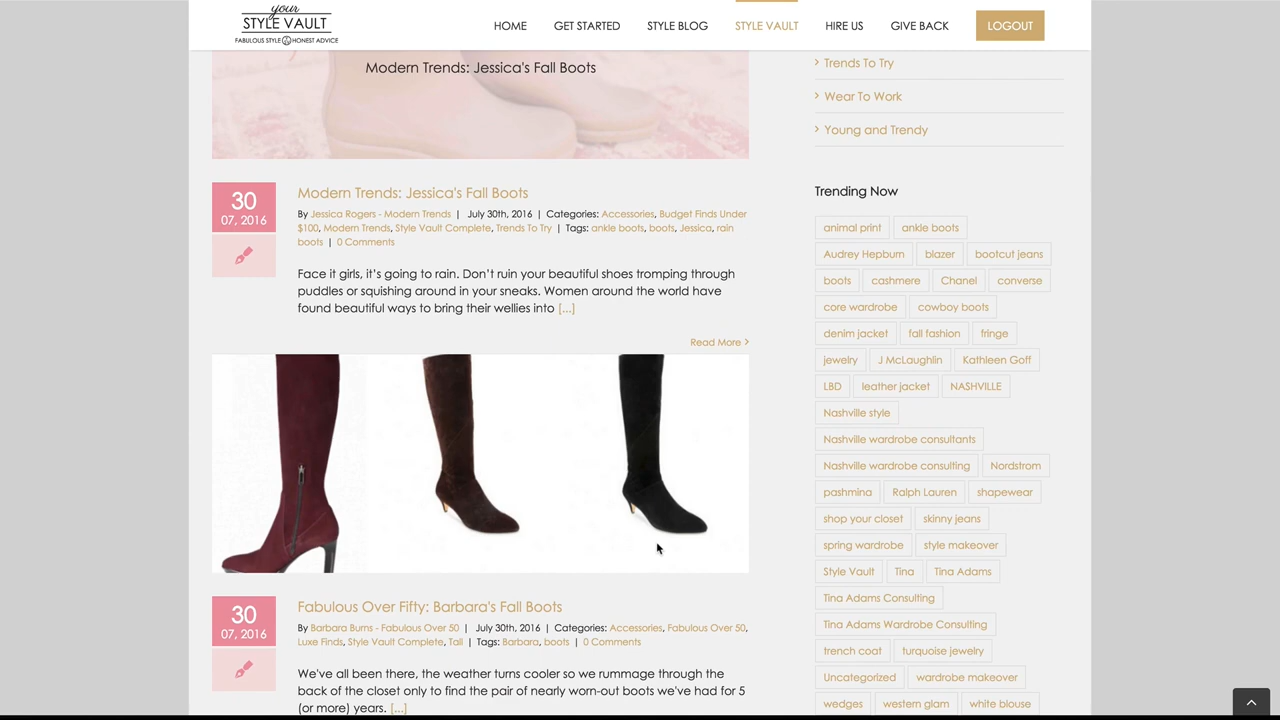 your
STYLE VAULT
FABULOUS STYLE HONEST ADVICE
HOME GET STARTED STYLE BLOG STYLE VAULT HIRE US GIVE BACK LOGOUT
Modern Trends: Jessica's Fall Boots
30
07, 2016
Modern Trends: Jessica's Fall Boots
By Jessica Rogers - Modern Trends | July 30th, 2016 | Categories: Accessories, Budget Finds Under
$100, Modern Trends, Style Vault Complete, Trends To Try | Tags: ankle boots, boots, Jessica, rain
boots | 0 Comments
Face it girls, it's going to rain. Don't ruin your beautiful shoes tromping through
puddles or squishing around in your sneaks. Women around the world have
found beautiful ways to bring their wellies into [...]
Read More >
30
07, 2016
Fabulous Over Fifty: Barbara's Fall Boots
By Barbara Burns - Fabulous Over 50 | July 30th, 2016 | Categories: Accessories, Fabulous Over 50,
Luxe Finds, Style Vault Complete, Tall | Tags: Barbara, boots | 0 Comments
We've all been there, the weather turns cooler so we rummage through the
back of the closet only to find the pair of nearly worn-out boots we've had for 5
(or more) years. [...]
> Trends To Try
> Wear To Work
> Young and Trendy
Trending Now
animal print ankle boots
Audrey Hepburn blazer bootcut jeans
boots cashmere Chanel converse
core wardrobe cowboy boots
denim jacket fall fashion fringe
jewelry J McLaughlin Kathleen Goff
LBD leather jacket NASHVILLE
Nashville style
Nashville wardrobe consultants
Nashville wardrobe consulting Nordstrom
pashmina Ralph Lauren shapewear
shop your closet skinny jeans
spring wardrobe style makeover
Style Vault Tina Tina Adams
Tina Adams Consulting
Tina Adams Wardrobe Consulting
trench coat turquoise jewelry
Uncategorized wardrobe makeover
wedges western glam white blouse